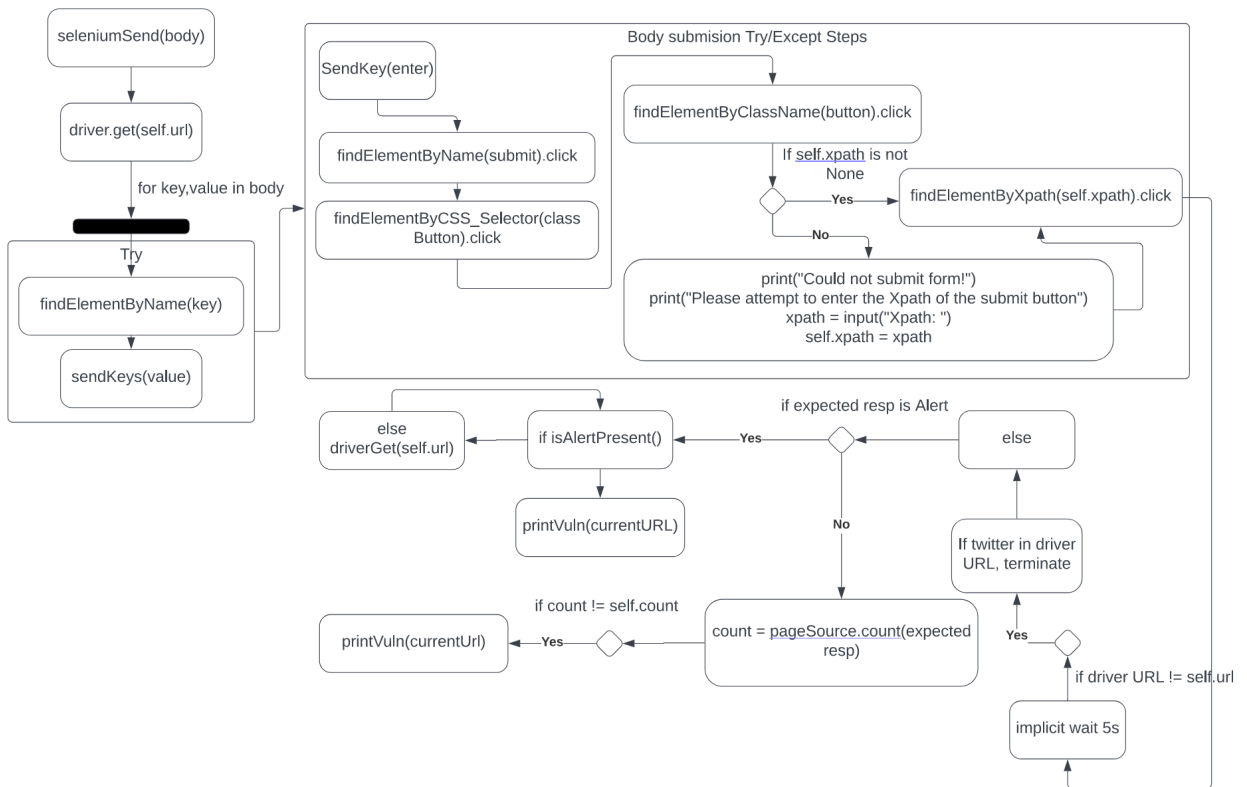 seleniumSend(body)
driver.get(self.url)
for key,value in body
Try
findElementByName(key)
sendKeys(value)
Body submision Try/Except Steps
SendKey(enter)
findElementByName(submit).click
findElementByCSS_Selector(class
Button).click
findElementByClassName(button).click
If self.xpath is not
None
Yes
findElementByXpath(self.xpath).click
No
print("Could not submit form!")
print("Please attempt to enter the Xpath of the submit button")
xpath = input("Xpath: ")
self.xpath = xpath
implicit wait 5s
if driver URL != self.url
Yes
If twitter in driver
URL, terminate
else
if expected resp is Alert
Yes
if isAlertPresent()
else
driverGet(self.url)
printVuln(currentURL)
No
count = pageSource.count(expected
resp)
if count != self.count
Yes
printVuln(currentUrl)